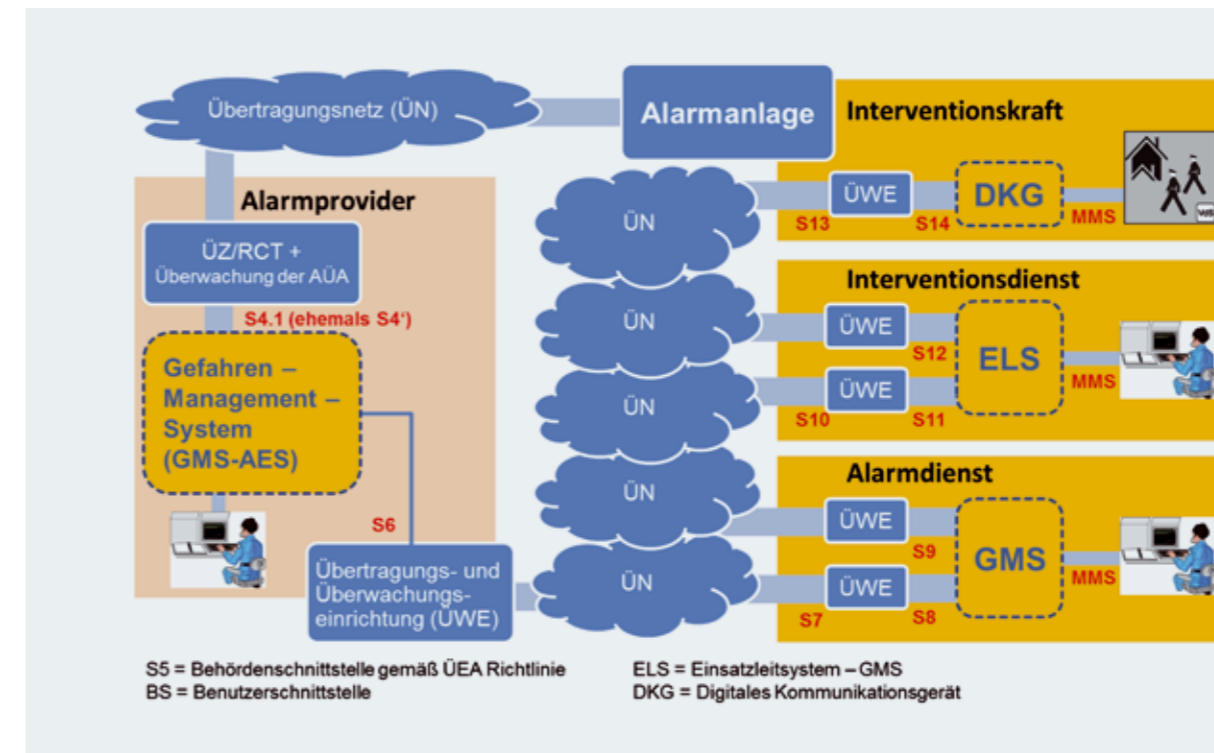 Übertragungsnetz (ÜN)
Alarmanlage
Interventionskraft
ÜN
ÜWE
DKG
S13
S14
MMS
VdS
Alarmprovider
ÜZ/RCT +
Überwachung der AÜA
S4.1 (ehemals S4‘)
Gefahren –
Management –
System
(GMS-AES)
S6
Übertragungs- und
Überwachungs-
einrichtung (ÜWE)
Interventionsdienst
ÜN
ÜWE
S12
ELS
MMS
ÜN
ÜWE
S10
S11
Alarmdienst
ÜN
ÜWE
S9
GMS
MMS
ÜN
ÜWE
S7
S8
S5 = Behördenschnittstelle gemäß ÜEA Richtlinie
BS = Benutzerschnittstelle
ELS = Einsatzleitsystem – GMS
DKG = Digitales Kommunikationsgerät